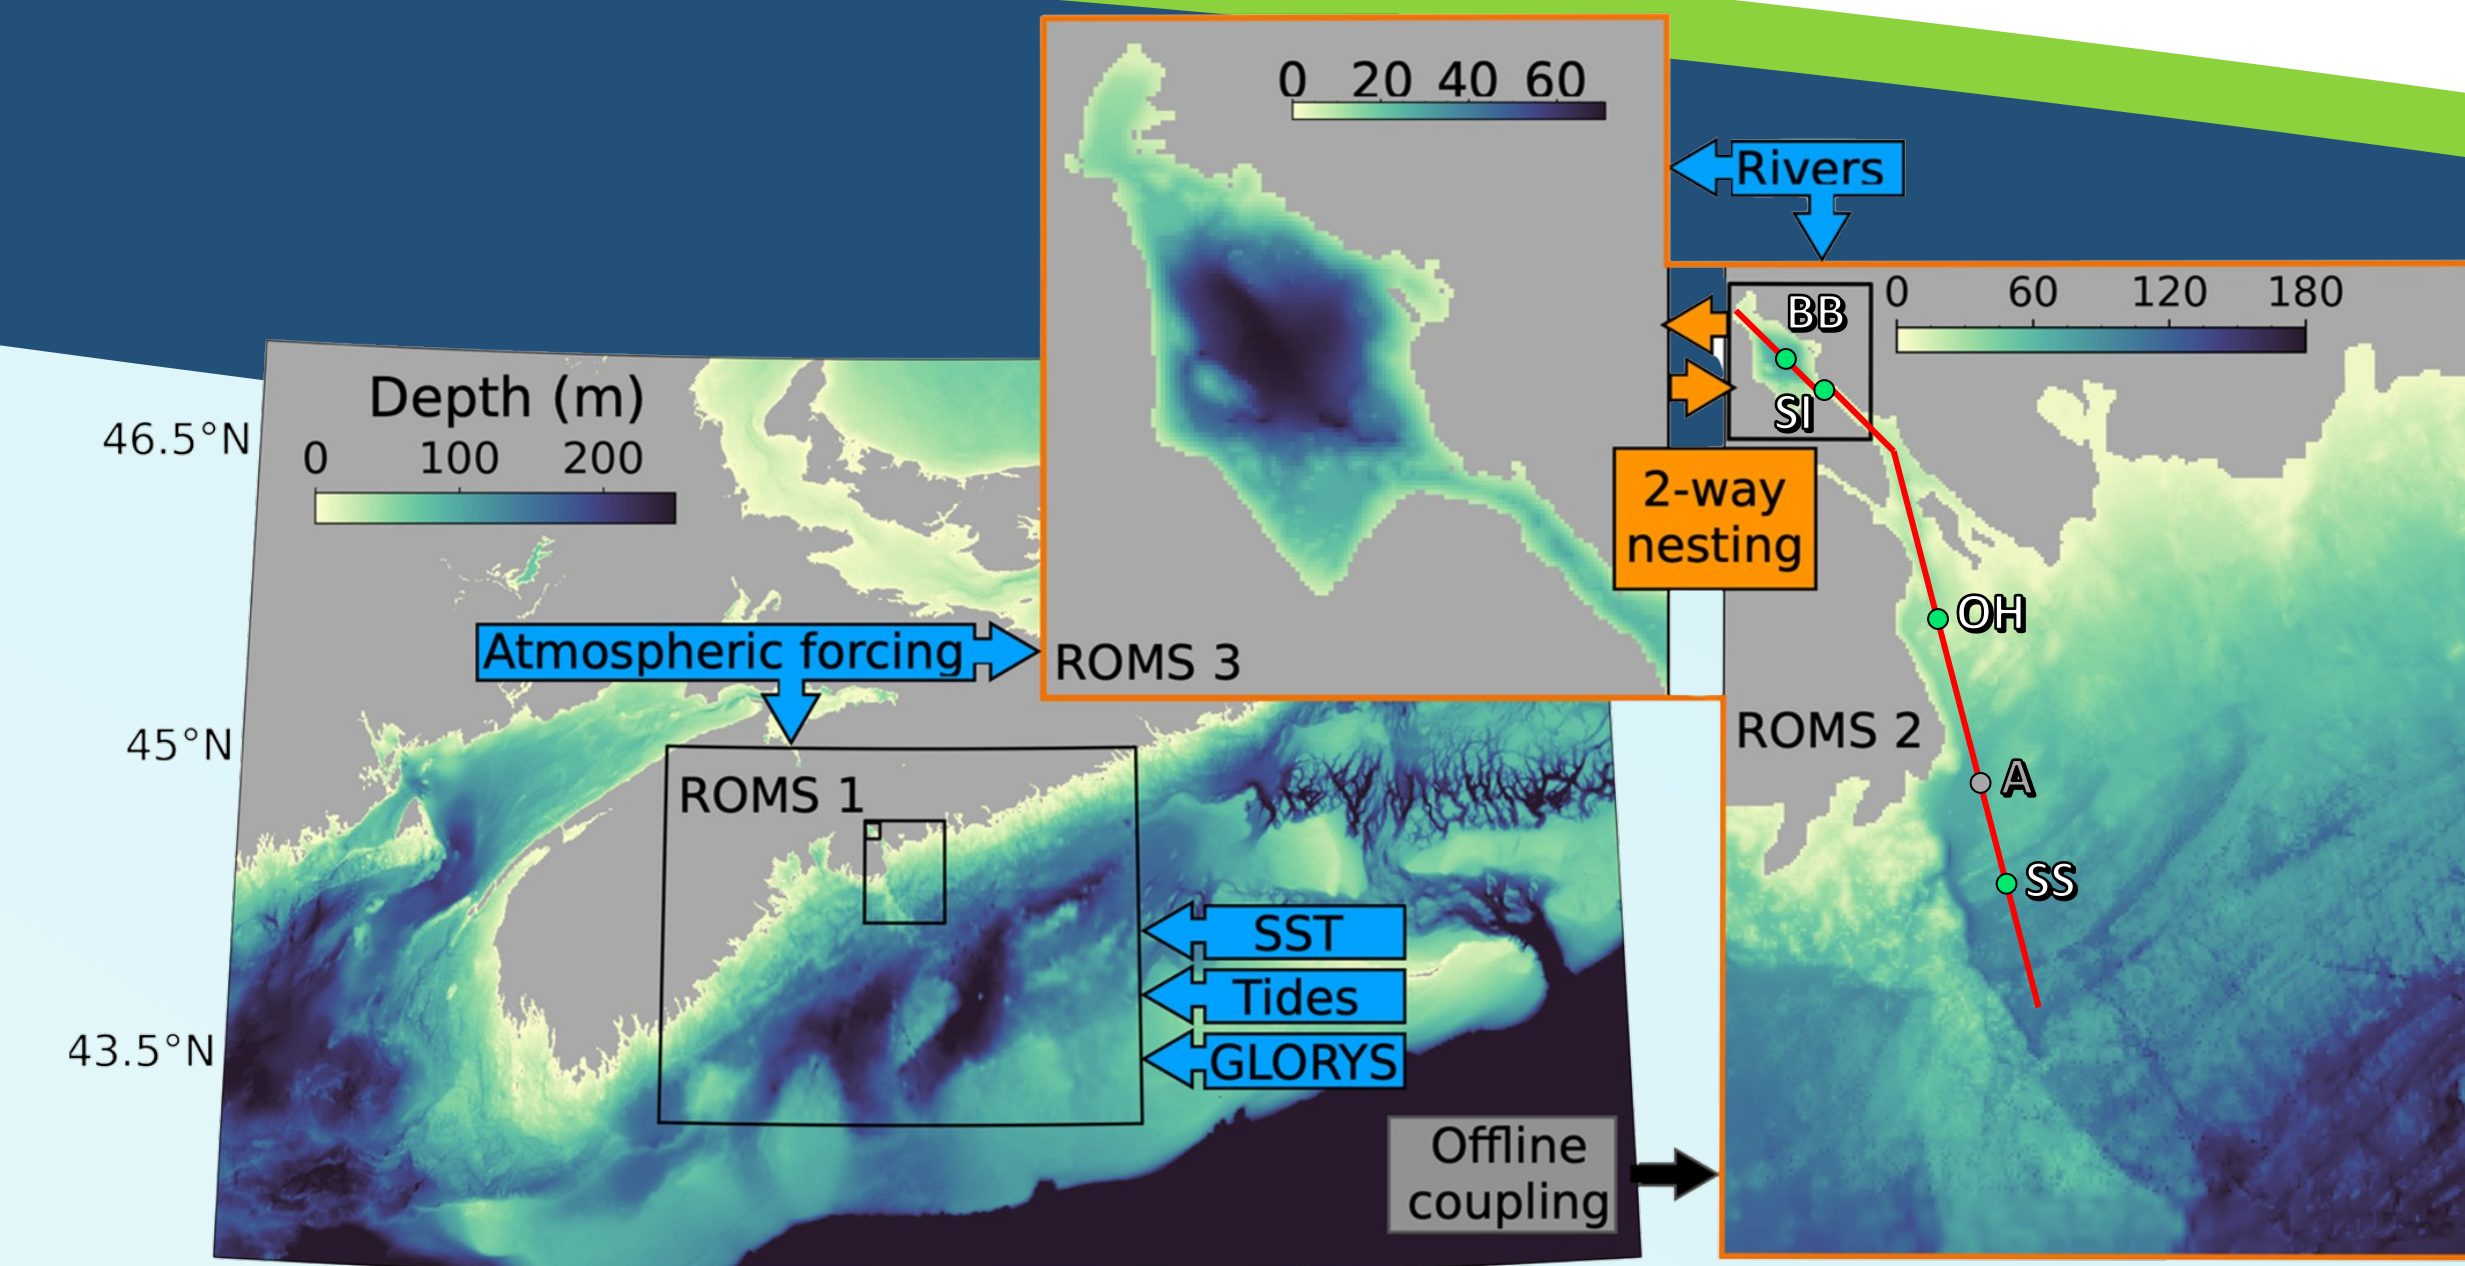 0 20 40 60
Rivers
0 60 120 180
BB
SI
Depth (m)
0 100 200
46.5°N
2-way
nesting
OH
Atmospheric forcing
ROMS 3
ROMS 2
45°N
ROMS 1
A
SS
SST
Tides
43.5°N
GLORYS
Offline
coupling